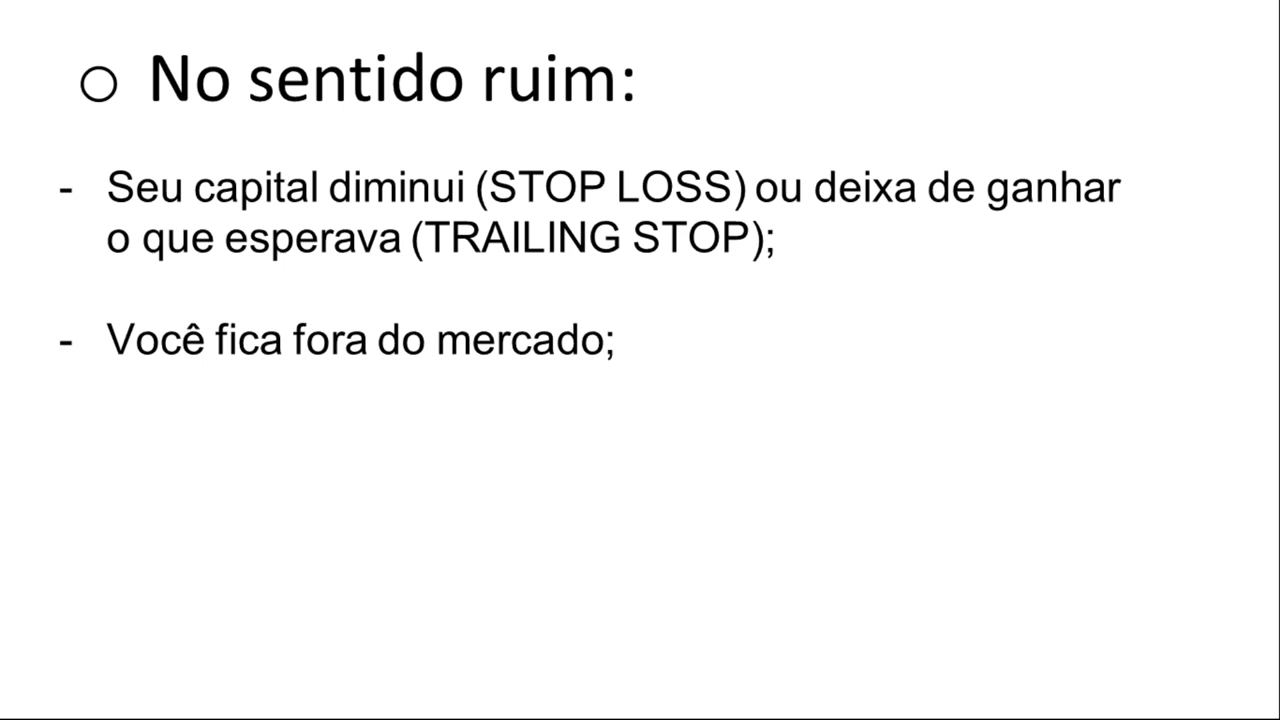 o No sentido ruim:
- Seu capital diminui (STOP LOSS) ou deixa de ganhar
o que esperava (TRAILING STOP);
- Você fica fora do mercado;